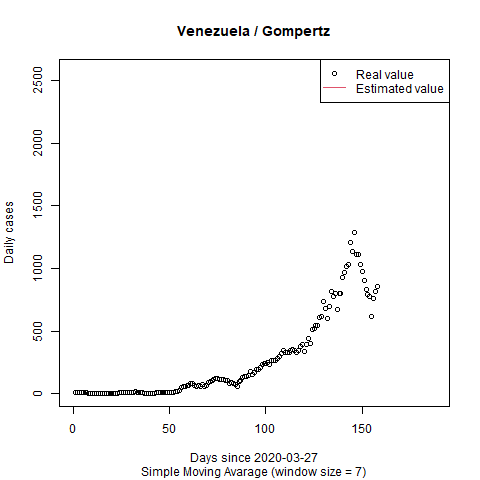 Venezuela / Gompertz
Real value
Estimated value
Daily cases
2500
2000
1500
1000
500
0
0 50 100 150
Days since 2020-03-27
Simple Moving Avarage (window size = 7)